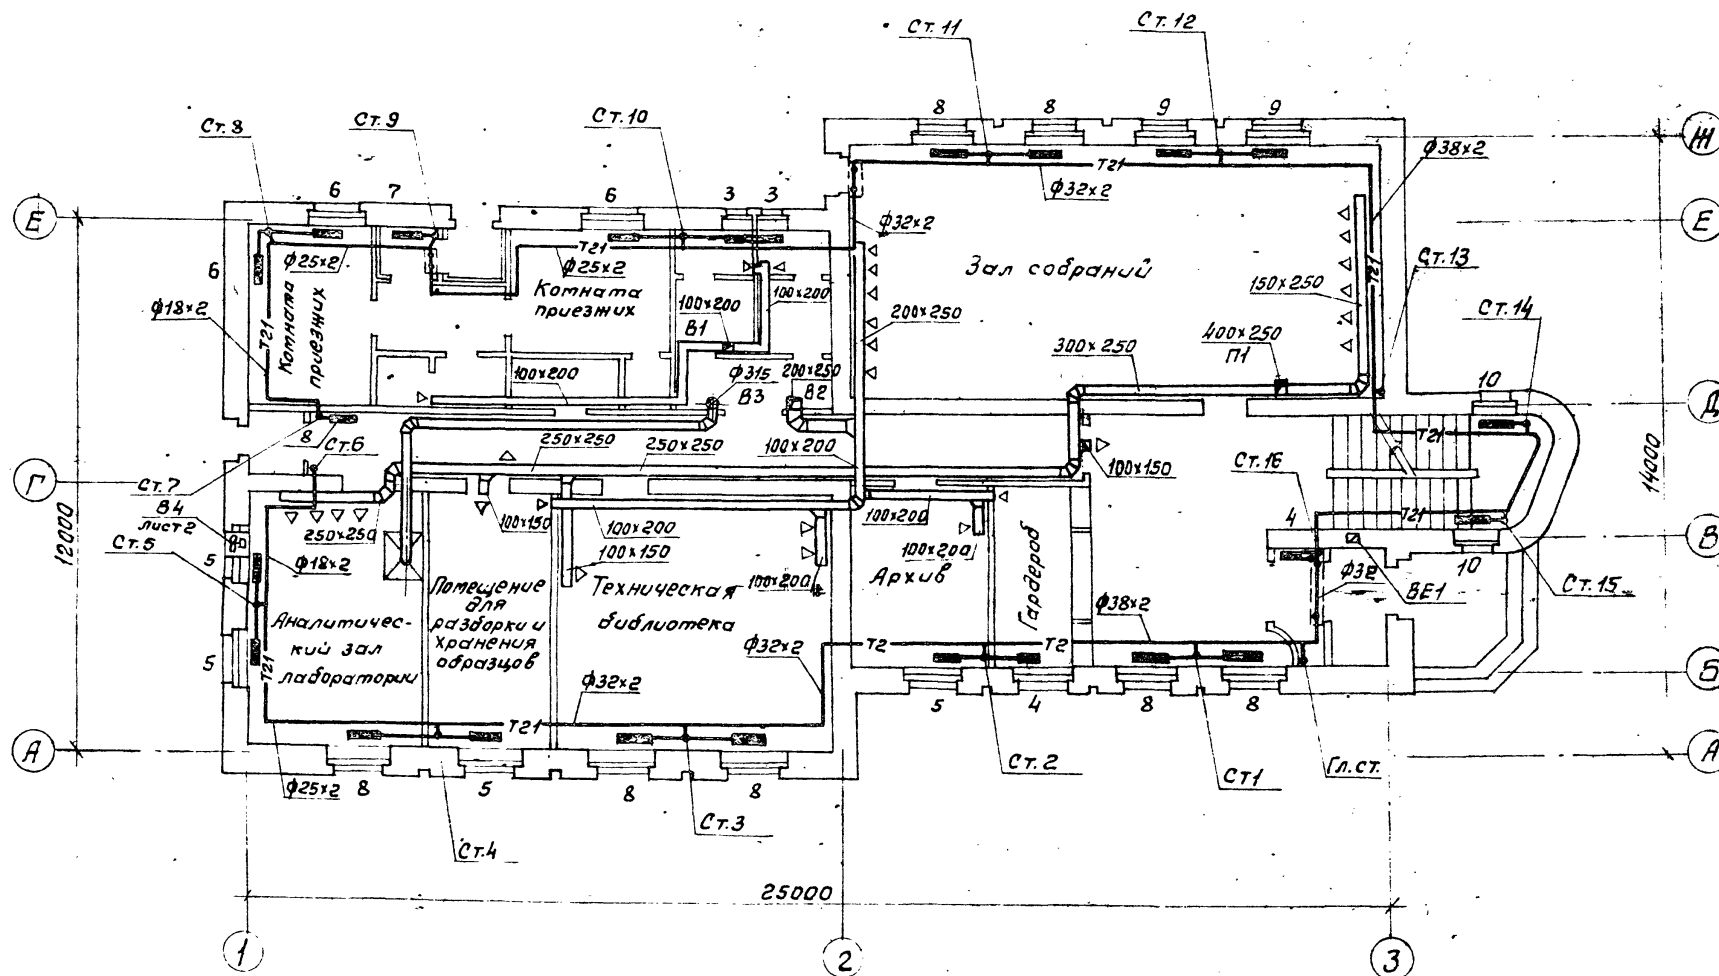 Ст.11
Ст.12
Ст.8
Ст.9
Ст.10
8
8
9
9
Ж
Т21
ф38×2
ф32×2
6
7
6
3
3
Е
ф32×2
Е
Т21
ф25×2
ф25×2
6
Зал собраний
Т21
Ст.13
150×250
Комната
приезжих
100×200
100×200
ф18×2
Т21
Комната
приезжих
В1
200×250
400×250
П1
Ст.14
300×250
100×200
ф315
В3
200×250
В2
10
Д
8
Ст.6
250×250
250×250
100×200
Т21
100×150
Ст.16
Г
Ст.7
В4
лист2
Ст.5
12000
14000
250×250
100×150
100×200
100×200
Т21
4
В
100×150
100×200
100×200
Архив
5
ф18×2
Гардероб
ф32
ВЕ1
10
Ст.15
Помещение
для
разборки и
хранения
образцов
Техническая
библиотека
Аналитичес-
кий зал
лаборатории
ф38×2
ф32×2
Т2
Т2
5
Т21
ф32×2
Б
5
4
8
8
Т21
А
А
ф25×2
8
5
8
8
Ст.2
Ст1
Гл.ст.
Ст.3
Ст.4
25000
1
2
3